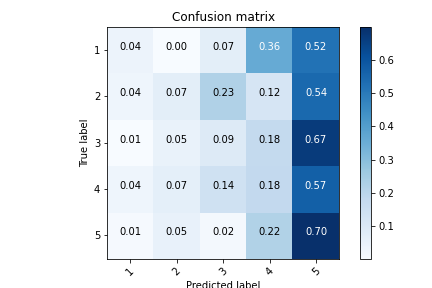 Confusion matrix
1 0.04 0.00 0.07 0.36 0.52
2 0.04 0.07 0.23 0.12 0.54
3 0.01 0.05 0.09 0.18 0.67
4 0.04 0.07 0.14 0.18 0.57
5 0.01 0.05 0.02 0.22 0.70
1 2 3 4 5
True label
Predicted label
0.6
0.5
0.4
0.3
0.2
0.1